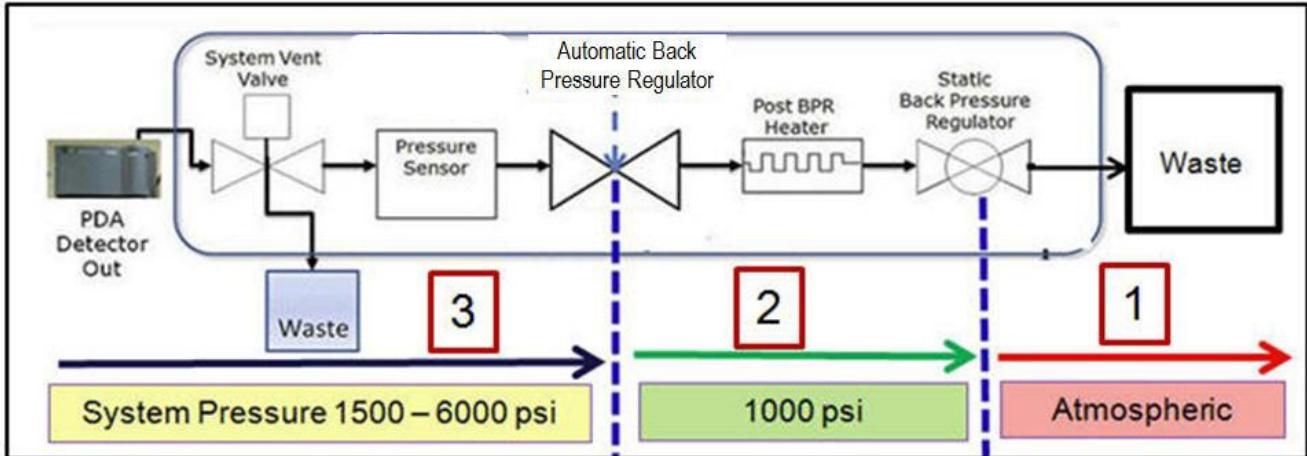 System Vent
Valve
Automatic Back
Pressure Regulator
Static
Back Pressure
Regulator
Post BPR
Heater
Pressure
Sensor
Waste
PDA
Detector
Out
Waste
3
2
1
System Pressure 1500 – 6000 psi
1000 psi
Atmospheric